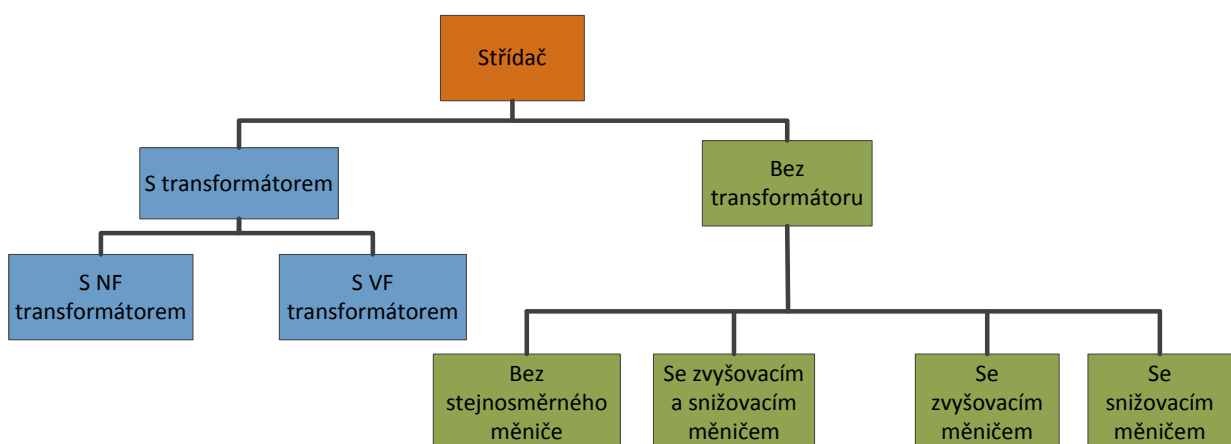 Střídač
S transformátorem
Bez
transformátoru
S NF
transformátorem
S VF
transformátorem
Bez
stejnosměrného
měniče
Se zvyšovacím
a snižovacím
měničem
Se
zvyšovacím
měničem
Se
snižovacím
měničem